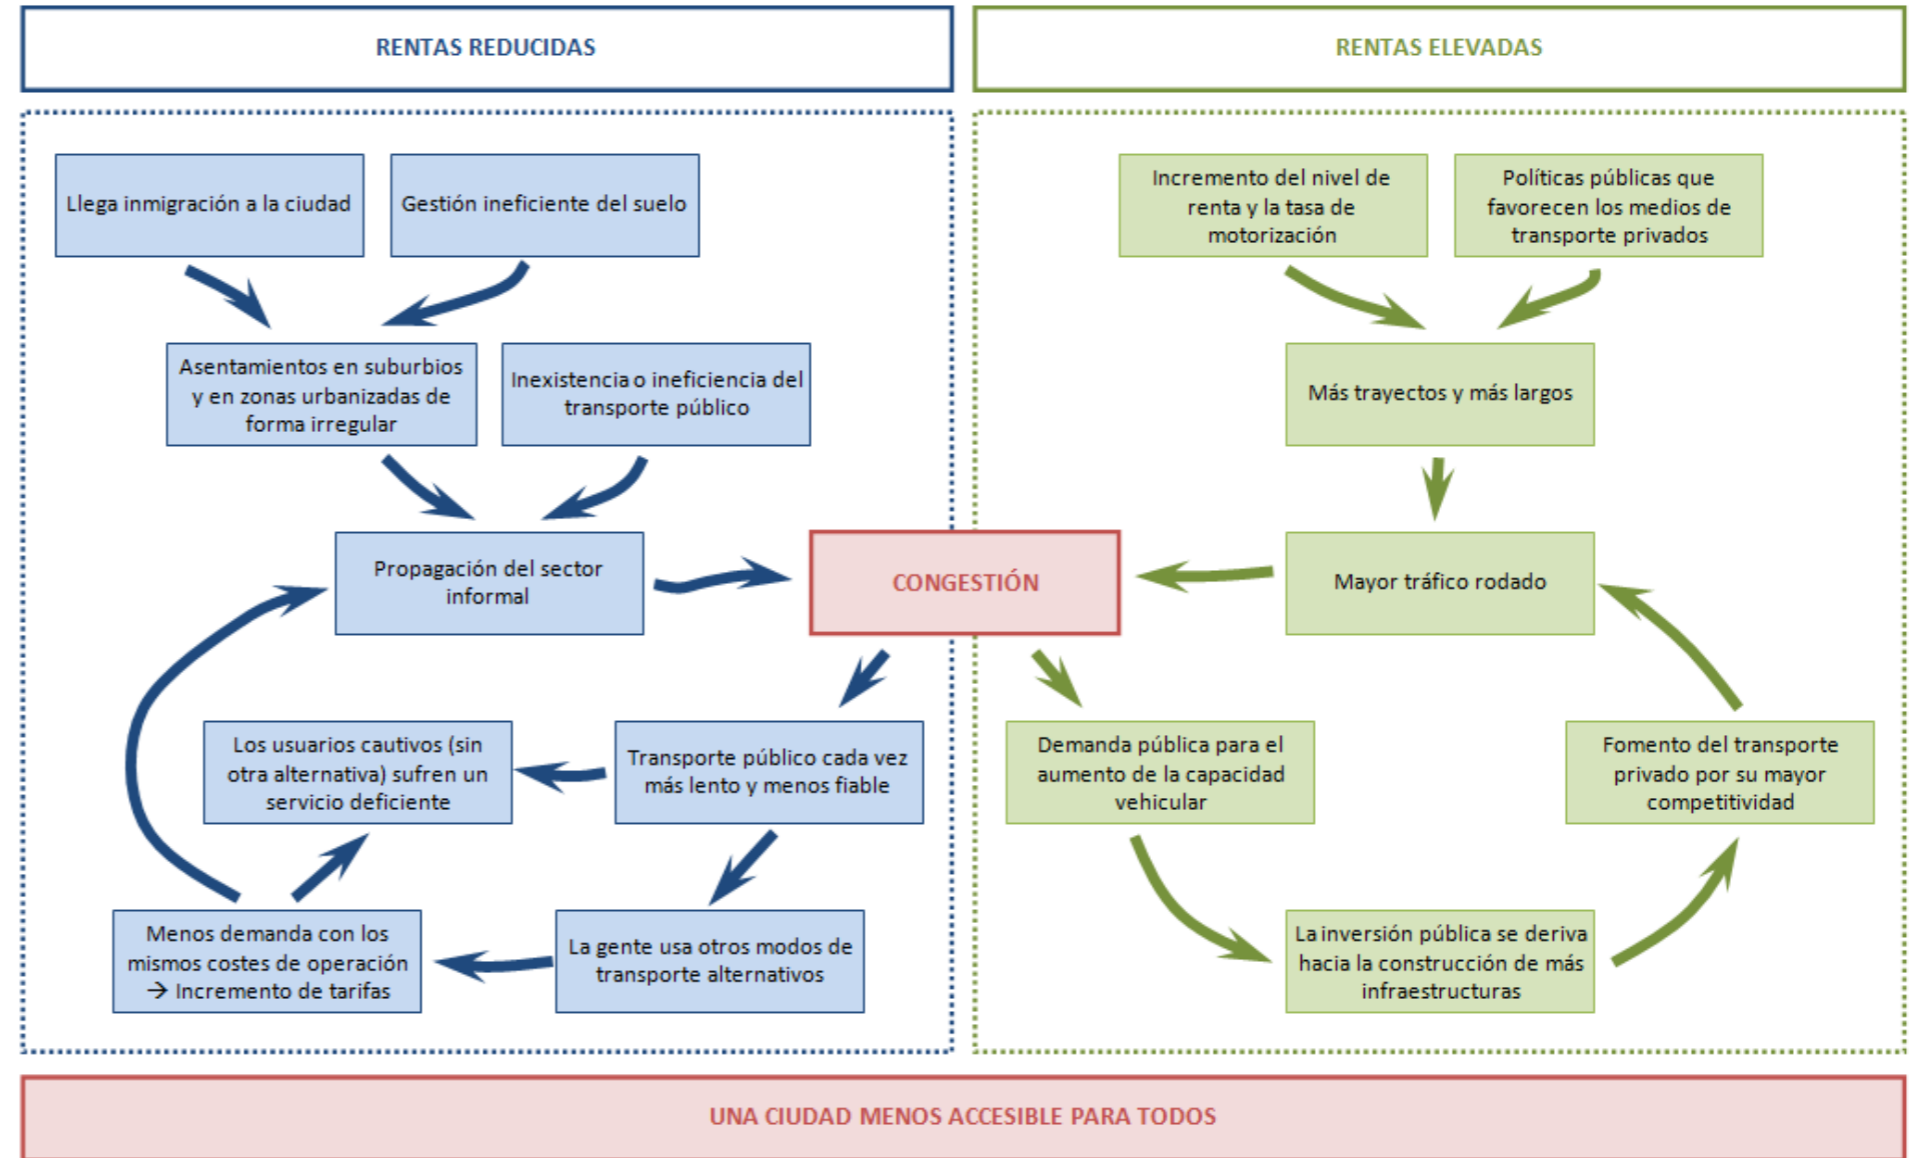 RENTAS REDUCIDAS
RENTAS ELEVADAS
Llega inmigración a la ciudad
Gestión ineficiente del suelo
Incremento del nivel de
renta y la tasa de
motorización
Políticas públicas que
favorecen los medios de
transporte privados
Asentamientos en suburbios
y en zonas urbanizadas de
forma irregular
Inexistencia o ineficiencia del
transporte público
Más trayectos y más largos
Propagación del sector
informal
CONGESTIÓN
Mayor tráfico rodado
Los usuarios cautivos (sin
otra alternativa) sufren un
servicio deficiente
Transporte público cada vez
más lento y menos fiable
Demanda pública para el
aumento de la capacidad
vehicular
Fomento del transporte
privado por su mayor
competitividad
Menos demanda con los
mismos costes de operación
→ Incremento de tarifas
La gente usa otros modos de
transporte alternativos
La inversión pública se deriva
hacia la construcción de más
infraestructuras
UNA CIUDAD MENOS ACCESIBLE PARA TODOS